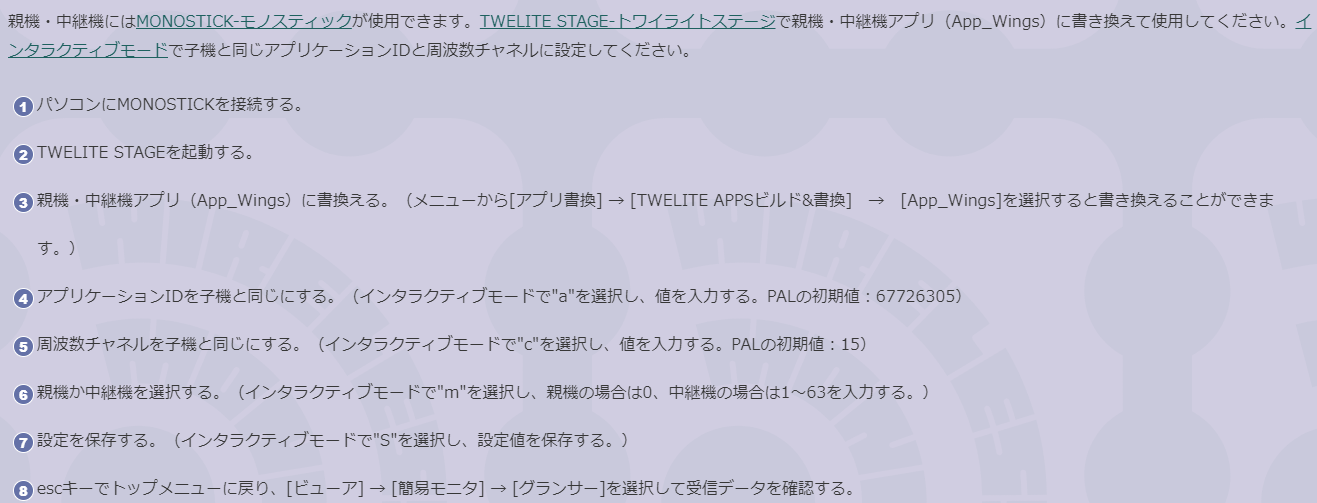 親機・中継機にはMONOSTICK-モノスティックが使用できます。TWELITE STAGE-トワイライトステージで親機・中継機アプリ（App_Wings）に書き換えて使用してください。イ
ンタラクティブモードで子機と同じアプリケーションIDと周波数チャネルに設定してください。
1 パソコンにMONOSTICKを接続する。
2 TWELITE STAGEを起動する。
3 親機・中継機アプリ（App_Wings）に書換える。（メニューから[アプリ書換] → [TWELITE APPSビルド&書換]　→　[App_Wings]を選択すると書き換えることができま
す。）
4 アプリケーションIDを子機と同じにする。（インタラクティブモードで"a"を選択し、値を入力する。PALの初期値：67726305）
5 周波数チャネルを子機と同じにする。（インタラクティブモードで"c"を選択し、値を入力する。PALの初期値：15）
6 親機か中継機を選択する。（インタラクティブモードで"m"を選択し、親機の場合は0、中継機の場合は1～63を入力する。）
7 設定を保存する。（インタラクティブモードで"S"を選択し、設定値を保存する。）
8 escキーでトップメニューに戻り、[ビューア] → [簡易モニタ] → [グランサー]を選択して受信データを確認する。